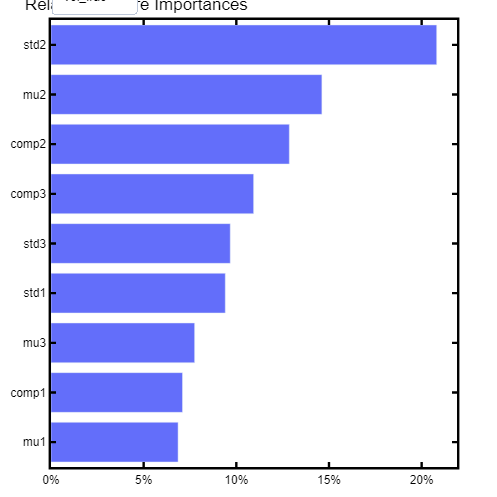 Rela re Importances
std2
mu2
comp2
comp3
std3
std1
mu3
comp1
mu1
0% 5% 10% 15% 20%